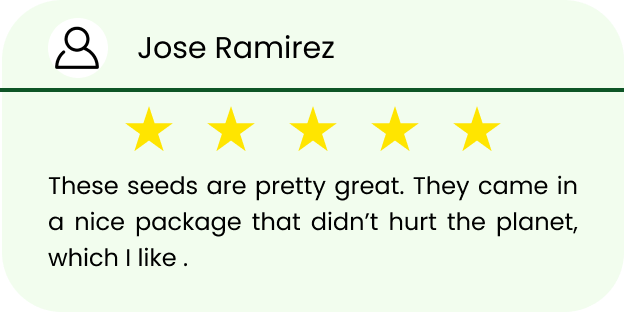 Jose Ramirez
These seeds are pretty great. They came in
a nice package that didn’t hurt the planet,
which I like .